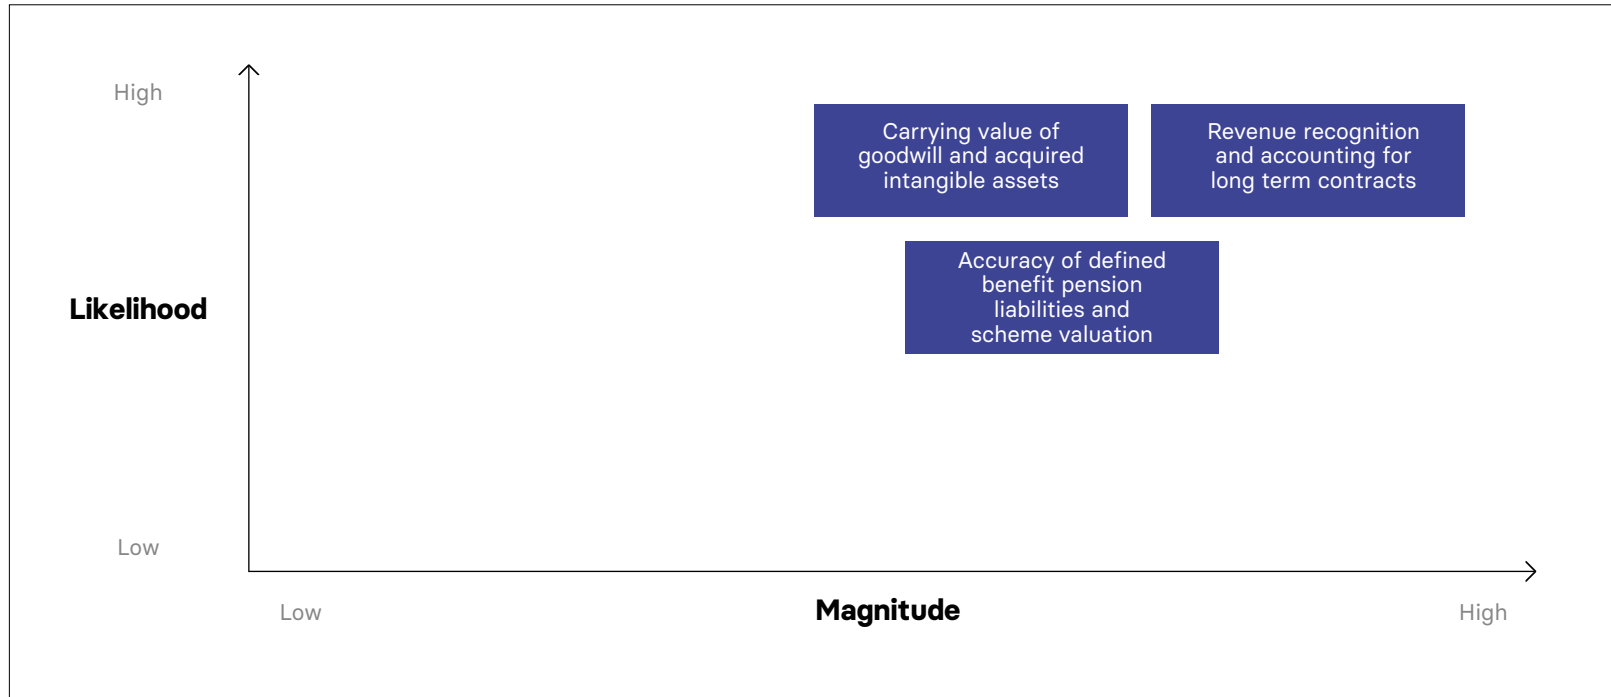 High
Carrying value of
goodwill and acquired
intangible assets
Revenue recognition
and accounting for
long term contracts
Accuracy of defined
benefit pension
liabilities and
scheme valuation
Likelihood
Low
Low
Magnitude
High